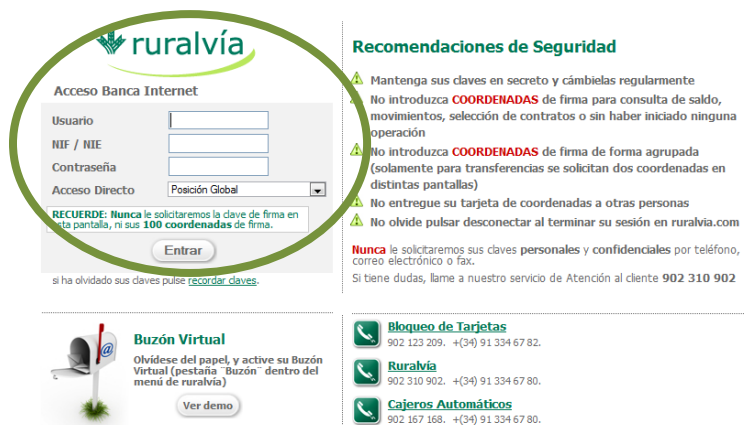 ruralvía
Acceso Banca Internet
Usuario
NIF / NIE
Contraseña
Acceso Directo
Posición Global
RECUERDE: Nunca le solicitaremos la clave de firma en
esta pantalla, ni sus 100 coordenadas de firma.
Entrar
si ha olvidado sus claves pulse recordar claves.
Recomendaciones de Seguridad
Mantenga sus claves en secreto y cámbielas regularmente
No introduzca COORDENADAS de firma para consulta de saldo,
movimientos, selección de contratos o sin haber iniciado ninguna
operación
No introduzca COORDENADAS de firma de forma agrupada
(solamente para transferencias se solicitan dos coordenadas en
distintas pantallas)
No entregue su tarjeta de coordenadas a otras personas
No olvide pulsar desconectar al terminar su sesión en ruralvia.com
Nunca le solicitaremos sus claves personales y confidenciales por teléfono,
correo electrónico o fax.
Si tiene dudas, llame a nuestro servicio de Atención al cliente 902 310 902
@
Buzón Virtual
Olvídese del papel, y active su Buzón
Virtual (pestaña ¨Buzón¨ dentro del
menú de ruralvía)
Ver demo
Bloqueo de Tarjetas
902 123 209. +(34) 91 334 67 82.
Ruralvía
902 310 902. +(34) 91 334 67 80.
Cajeros Automáticos
902 167 168. +(34) 91 334 67 80.